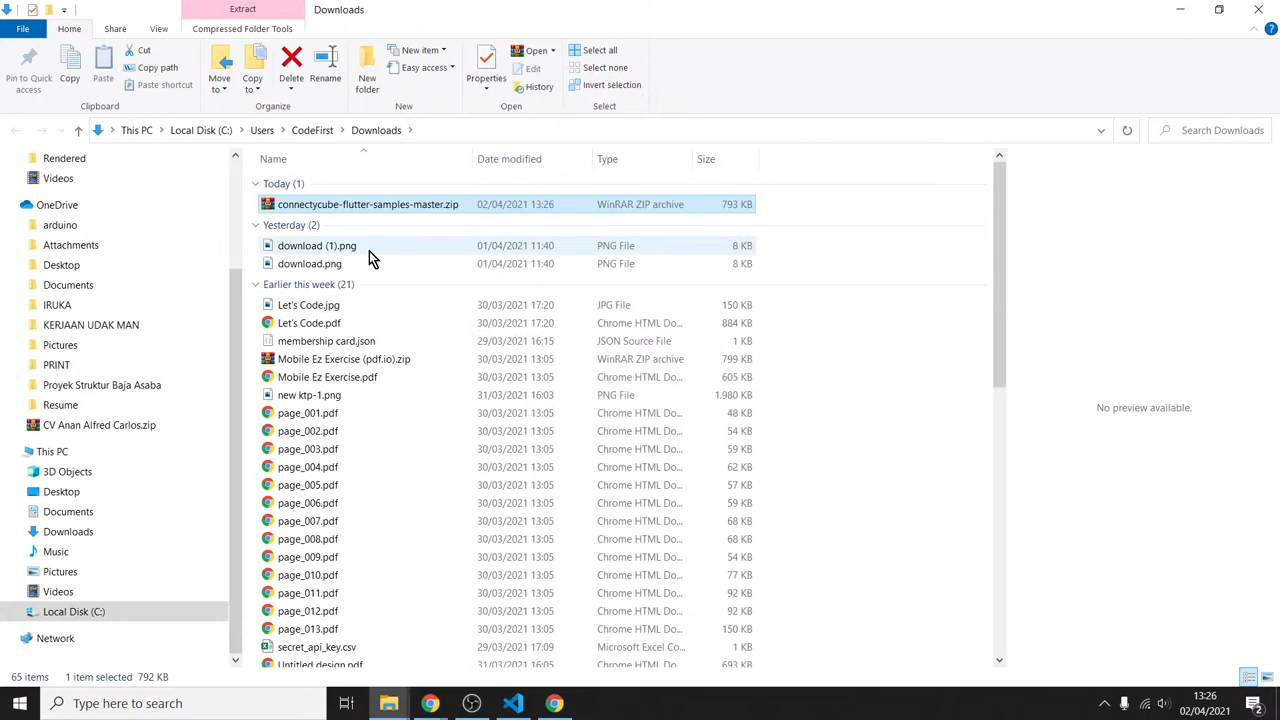 Extract
Downloads
File
Home
Share
View
Compressed Folder Tools
Pin to Quick access
Copy
Paste
Cut
Copy path
Paste shortcut
Clipboard
Move to
Copy to
Delete
Rename
Organize
New folder
New item
Easy access
New
Properties
Open
Edit
History
Open
Select all
Select none
Invert selection
Select
This PC
Local Disk (C:)
Users
CodeFirst
Downloads
Search Downloads
Rendered
Videos
OneDrive
arduino
Attachments
Desktop
Documents
IRUKA
KERJAAN UDAK MAN
Pictures
PRINT
Proyek Struktur Baja Asaba
Resume
CV Anan Alfred Carlos.zip
This PC
3D Objects
Desktop
Documents
Downloads
Music
Pictures
Videos
Local Disk (C:)
Network
Name Date modified Type Size
Today (1)
connectycube-flutter-samples-master.zip 02/04/2021 13:26 WinRAR ZIP archive 793 KB
Yesterday (2)
download (1).png 01/04/2021 11:40 PNG File 8 KB
download.png 01/04/2021 11:40 PNG File 8 KB
Earlier this week (21)
Let's Code.jpg 30/03/2021 17:20 JPG File 150 KB
Let's Code.pdf 30/03/2021 17:20 Chrome HTML Do... 884 KB
membership card.json 29/03/2021 16:15 JSON Source File 1 KB
Mobile Ez Exercise (pdf.io).zip 30/03/2021 13:05 WinRAR ZIP archive 799 KB
Mobile Ez Exercise.pdf 30/03/2021 13:05 Chrome HTML Do... 605 KB
new ktp-1.png 31/03/2021 16:03 PNG File 1.980 KB
page_001.pdf 30/03/2021 13:05 Chrome HTML Do... 48 KB
page_002.pdf 30/03/2021 13:05 Chrome HTML Do... 54 KB
page_003.pdf 30/03/2021 13:05 Chrome HTML Do... 59 KB
page_004.pdf 30/03/2021 13:05 Chrome HTML Do... 62 KB
page_005.pdf 30/03/2021 13:05 Chrome HTML Do... 57 KB
page_006.pdf 30/03/2021 13:05 Chrome HTML Do... 59 KB
page_007.pdf 30/03/2021 13:05 Chrome HTML Do... 68 KB
page_008.pdf 30/03/2021 13:05 Chrome HTML Do... 68 KB
page_009.pdf 30/03/2021 13:05 Chrome HTML Do... 54 KB
page_010.pdf 30/03/2021 13:05 Chrome HTML Do... 77 KB
page_011.pdf 30/03/2021 13:05 Chrome HTML Do... 92 KB
page_012.pdf 30/03/2021 13:05 Chrome HTML Do... 92 KB
page_013.pdf 30/03/2021 13:05 Chrome HTML Do... 150 KB
secret_api_key.csv 29/03/2021 17:09 Microsoft Excel Co... 1 KB
Untitled design.pdf 31/03/2021 16:05 Chrome HTML Do... 693 KB
No preview available.
65 items 1 item selected 792 KB
Type here to search
13:26
02/04/2021
2